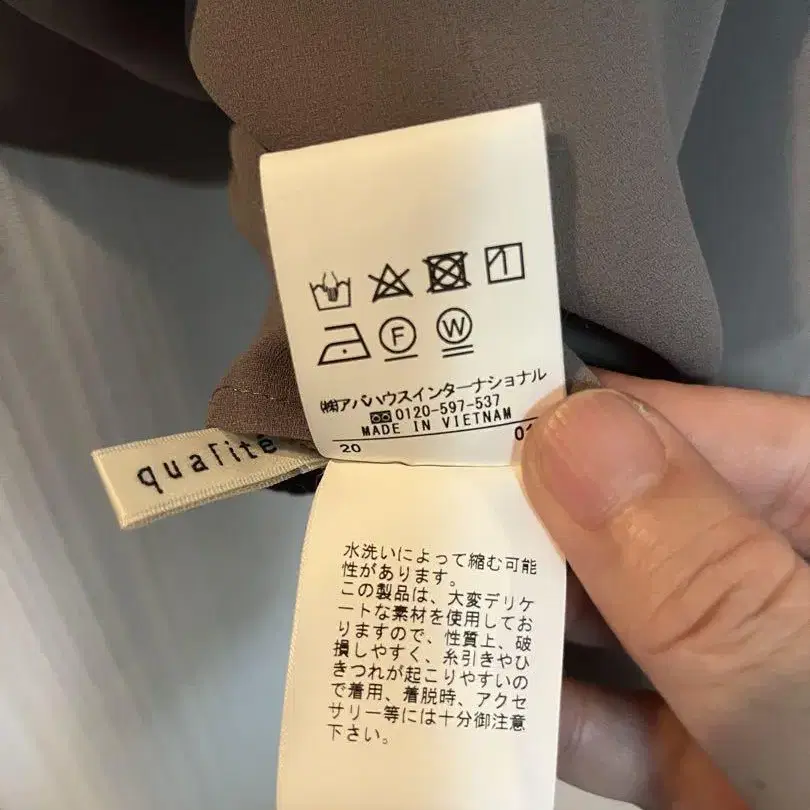 F W
㈱アバハウスインターナショナル
0120-597-537
MADE IN VIETNAM
20
qualité
水洗いによって縮む可能
性があります。
この製品は、大変デリケ
ートな素材を使用してお
りますので、性質上、破
損しやすく、糸引きやひ
きつれが起こりやすいの
で着用、着脱時、アクセ
サリー等には十分御注意
下さい。